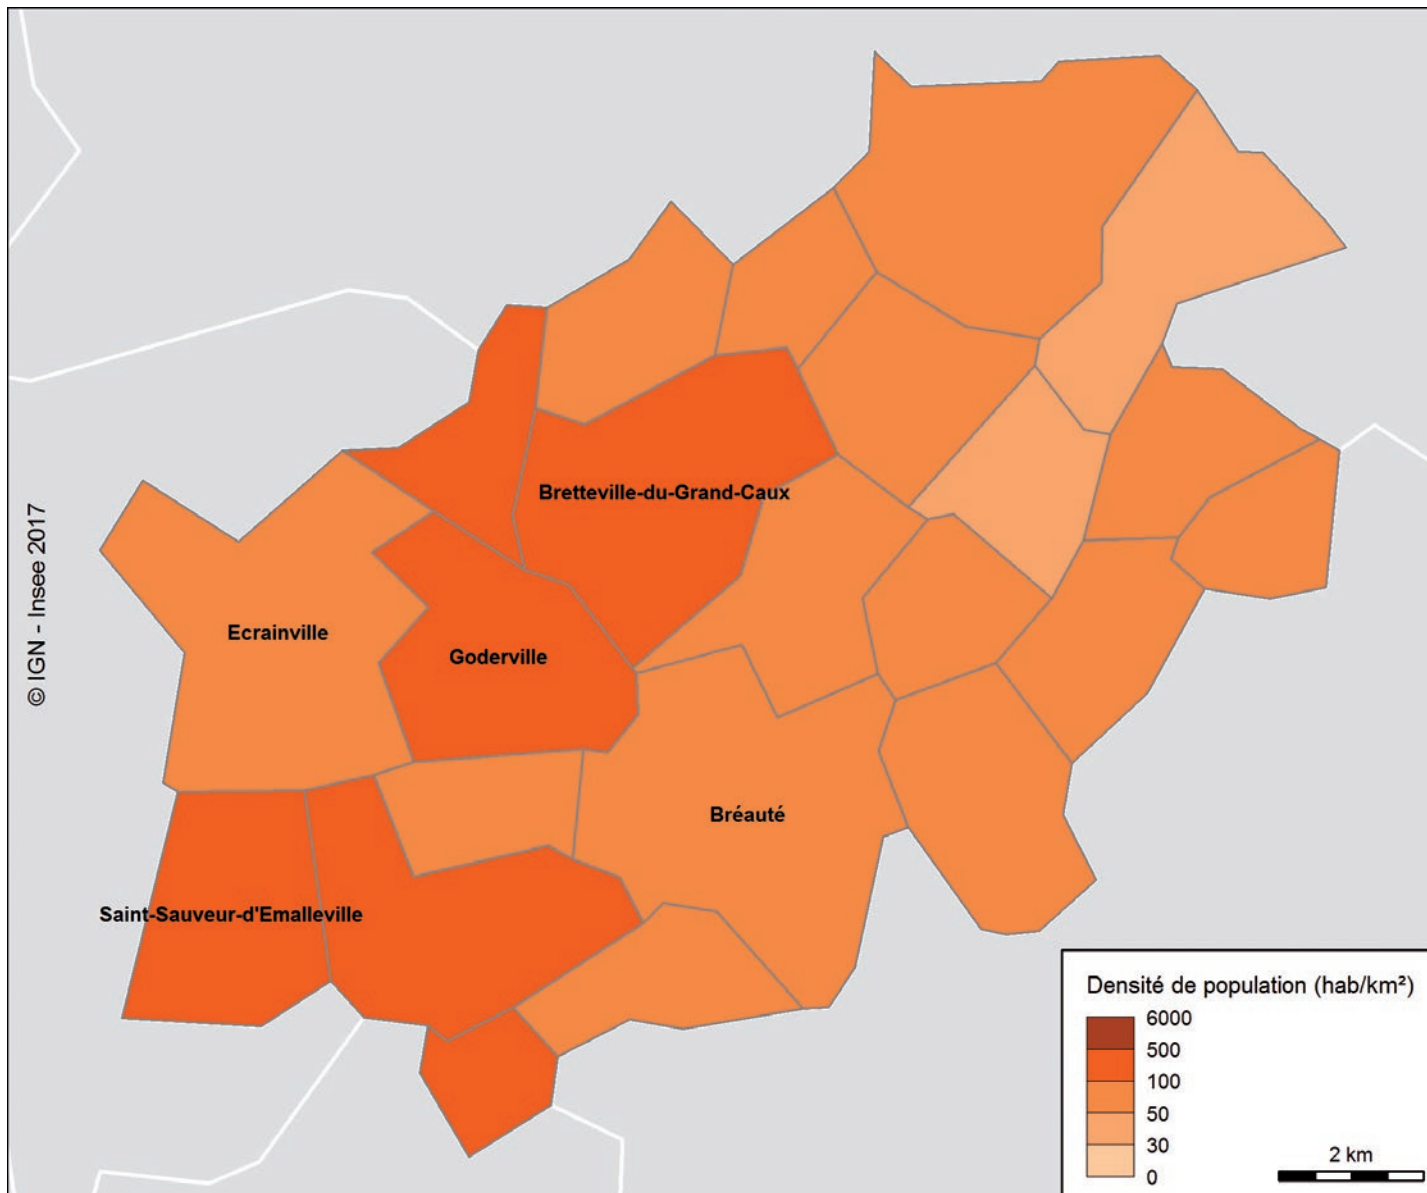 © IGN - Insee 2017
Bretteville-du-Grand-Caux
Ecrainville
Goderville
Bréauté
Saint-Sauveur-d'Emalleville
Densité de population (hab/km²)
6000
500
100
50
30
0
2 km